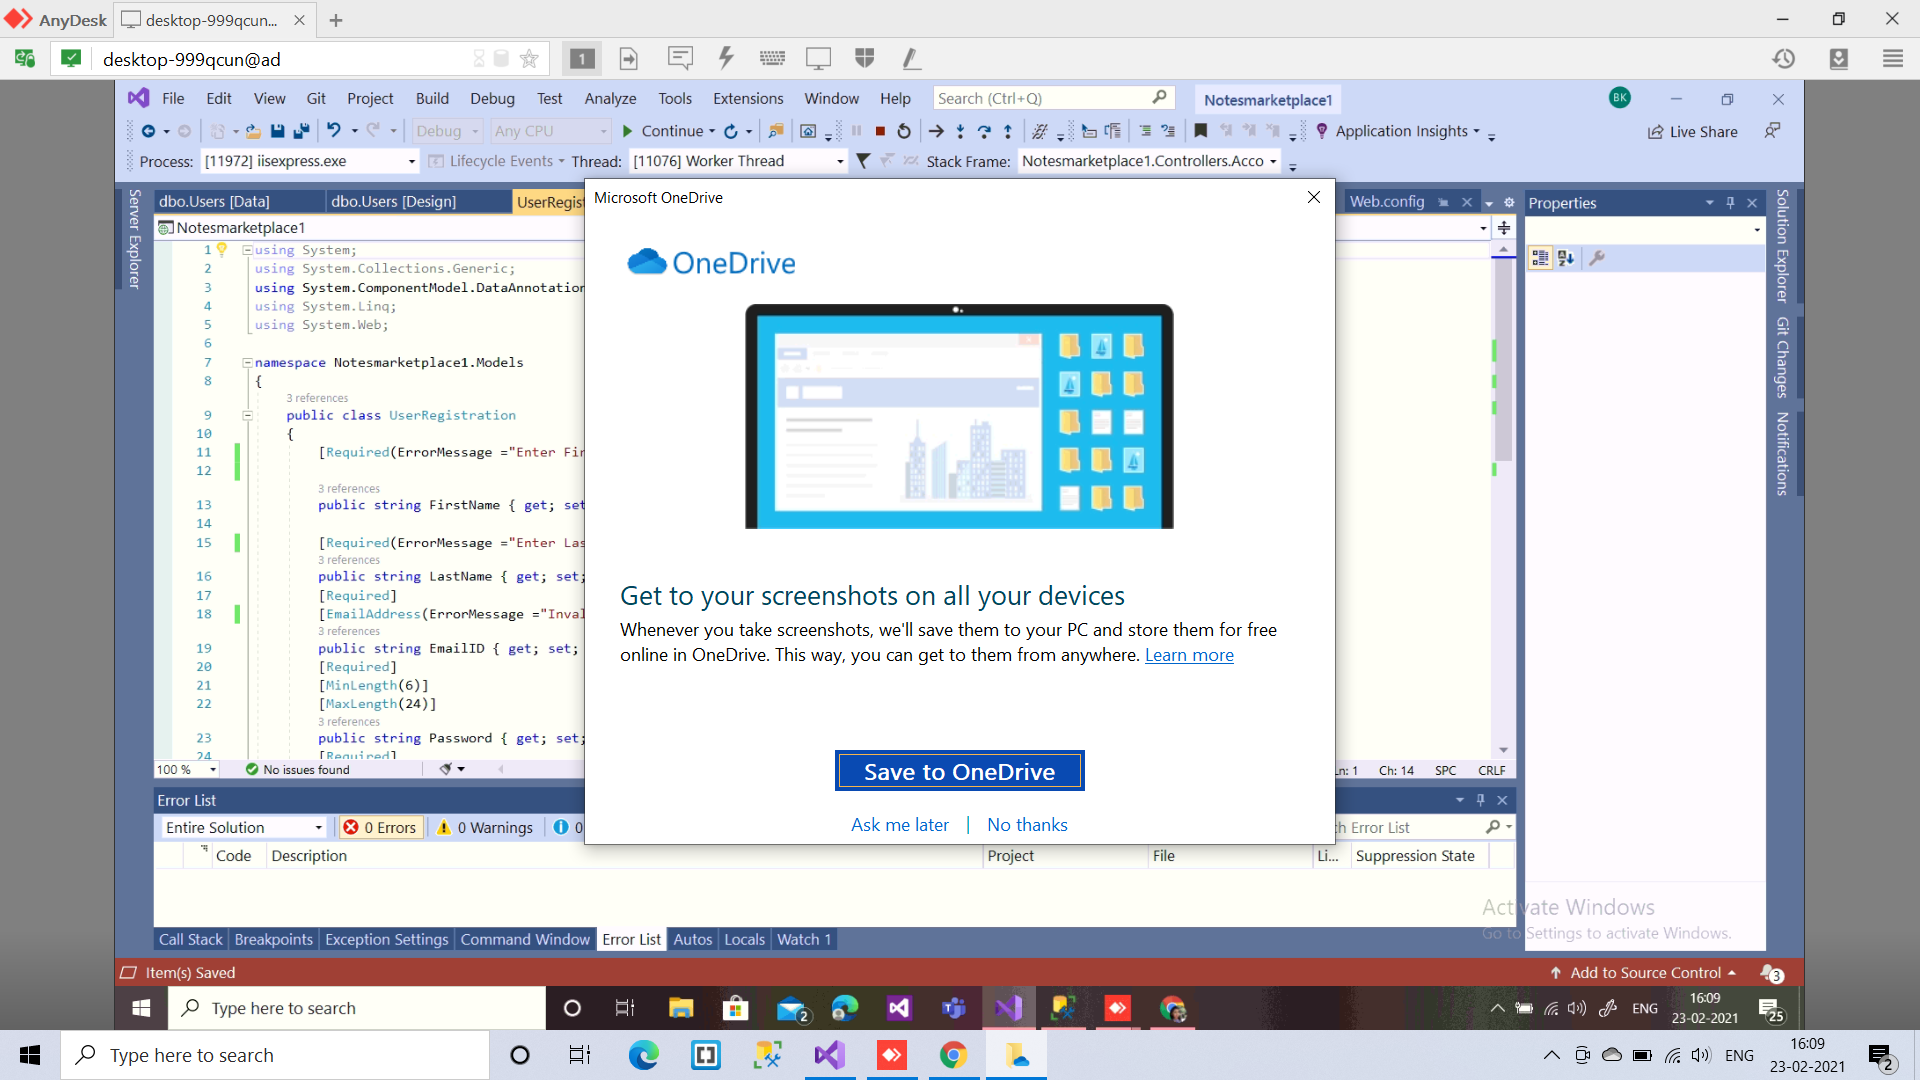 AnyDesk
desktop-999qcun...
desktop-999qcun@ad
1
File Edit View Git Project Build Debug Test Analyze Tools Extensions Window Help Search (Ctrl+Q) Notesmarketplace1 BK
Debug Any CPU Continue Application Insights Live Share
Process: [11972] iisexpress.exe Lifecycle Events Thread: [11076] Worker Thread Stack Frame: Notesmarketplace1.Controllers.Acco
Server Explorer
dbo.Users [Data] dbo.Users [Design] UserRegist Web.config
Notesmarketplace1
1 using System;
2 using System.Collections.Generic;
3 using System.ComponentModel.DataAnnotation
4 using System.Linq;
5 using System.Web;
6
7 namespace Notesmarketplace1.Models
8 {
3 references
9 public class UserRegistration
10 {
11 [Required(ErrorMessage ="Enter Fir
12
3 references
13 public string FirstName { get; set
14
15 [Required(ErrorMessage ="Enter Las
3 references
16 public string LastName { get; set;
17 [Required]
18 [EmailAddress(ErrorMessage ="Inval
3 references
19 public string EmailID { get; set;
20 [Required]
21 [MinLength(6)]
22 [MaxLength(24)]
3 references
23 public string Password { get; set;
24 [Required]
100 % No issues found Ln: 1 Ch: 14 SPC CRLF
Microsoft OneDrive
OneDrive
Get to your screenshots on all your devices
Whenever you take screenshots, we'll save them to your PC and store them for free
online in OneDrive. This way, you can get to them from anywhere. Learn more
Save to OneDrive
Ask me later | No thanks
Properties
Solution Explorer
Git Changes
Notifications
Error List
Entire Solution 0 Errors 0 Warnings 0 ch Error List
Code Description Project File Li... Suppression State
Activate Windows
Go to Settings to activate Windows.
Call Stack Breakpoints Exception Settings Command Window Error List Autos Locals Watch 1
Item(s) Saved Add to Source Control 3
Type here to search 2 ENG 16:09 23-02-2021 25
Type here to search ENG 16:09 23-02-2021 2